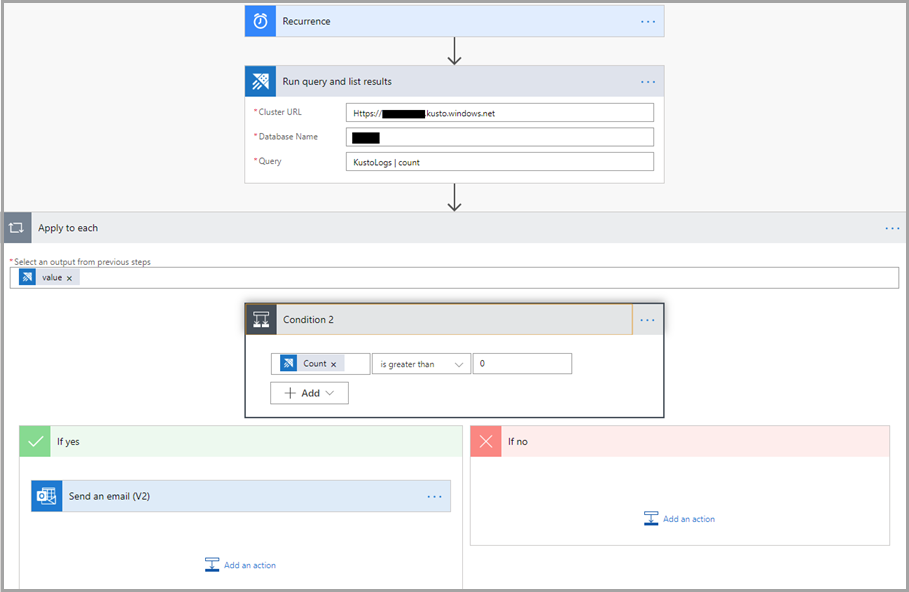 Recurrence
Run query and list results
* Cluster URL
Https:// .kusto.windows.net
* Database Name
* Query
KustoLogs | count
Apply to each
* Select an output from previous steps
value x
Condition 2
Count x
is greater than
0
+ Add
If yes
If no
Send an email (V2)
Add an action
Add an action